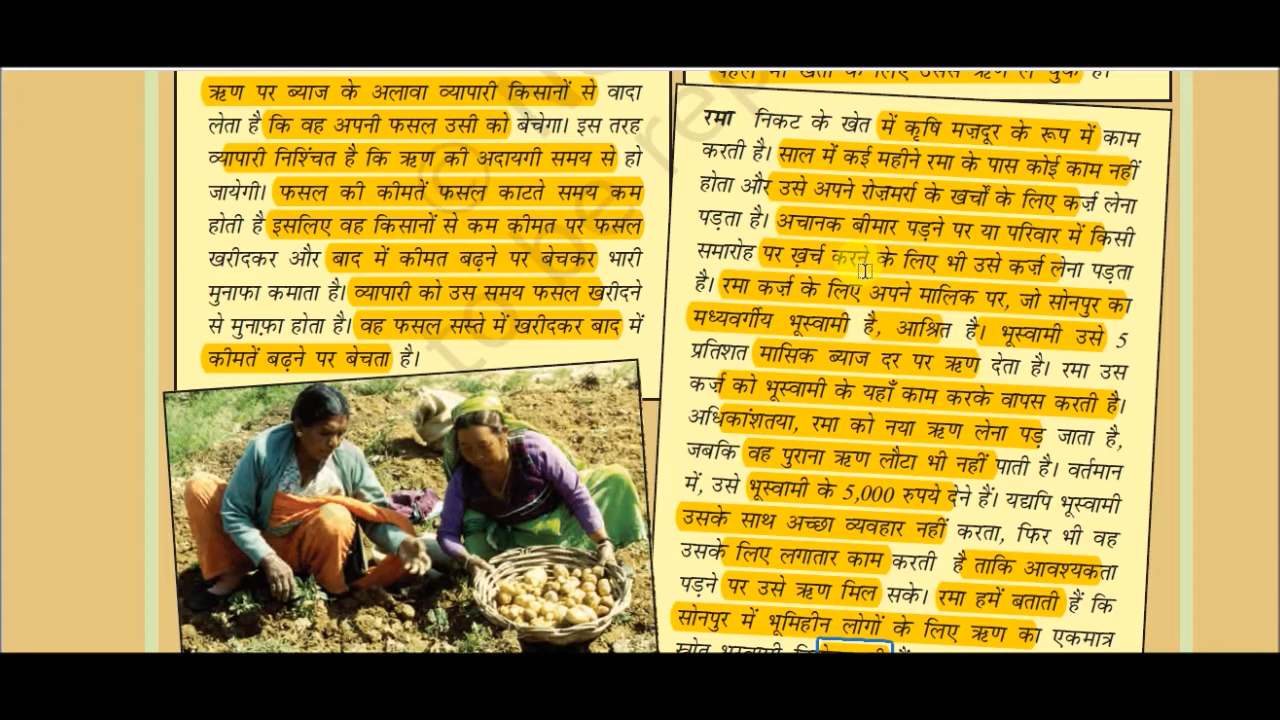 ऋण पर ब्याज के अलावा व्यापारी किसानों से वादा
लेता है कि वह अपनी फसल उसी को बेचेगा। इस तरह
व्यापारी निश्चिंत है कि ऋण की अदायगी समय से हो
जायेगी। फसल की कीमतें फसल काटते समय कम
होती है इसलिए वह किसानों से कम कीमत पर फसल
खरीदकर और बाद में कीमत बढ़ने पर बेचकर भारी
मुनाफा कमाता है। व्यापारी को उस समय फसल खरीदने
से मुनाफ़ा होता है। वह फसल सस्ते में खरीदकर बाद में
कीमतें बढ़ने पर बेचता है।
रमा निकट के खेत में कृषि मज़दूर के रूप में काम
करती है। साल में कई महीने रमा के पास कोई काम नहीं
होता और उसे अपने रोज़मर्रा के खर्चों के लिए कर्ज़ लेना
पड़ता है। अचानक बीमार पड़ने पर या परिवार में किसी
समारोह पर ख़र्च करने के लिए भी उसे कर्ज़ लेना पड़ता
है। रमा कर्ज़ के लिए अपने मालिक पर, जो सोनपुर का
मध्यवर्गीय भूस्वामी है, आश्रित है। भूस्वामी उसे 5
प्रतिशत मासिक ब्याज दर पर ऋण देता है। रमा उस
कर्ज़ को भूस्वामी के यहाँ काम करके वापस करती है।
अधिकांशतया, रमा को नया ऋण लेना पड़ जाता है,
जबकि वह पुराना ऋण लौटा भी नहीं पाती है। वर्तमान
में, उसे भूस्वामी के 5,000 रुपये देने हैं। यद्यपि भूस्वामी
उसके साथ अच्छा व्यवहार नहीं करता, फिर भी वह
उसके लिए लगातार काम करती है ताकि आवश्यकता
पड़ने पर उसे ऋण मिल सके। रमा हमें बताती हैं कि
सोनपुर में भूमिहीन लोगों के लिए ऋण का एकमात्र